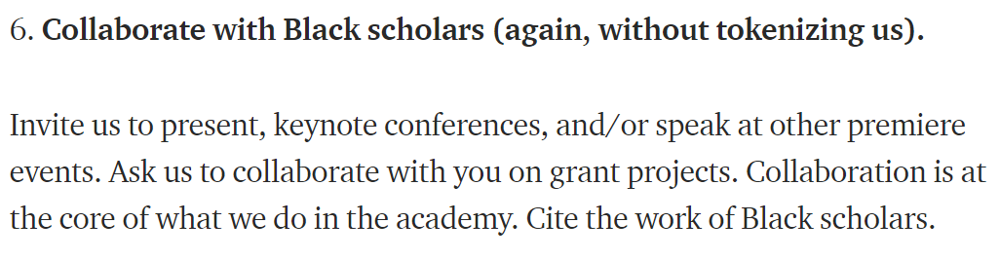 6. Collaborate with Black scholars (again, without tokenizing us).
Invite us to present, keynote conferences, and/or speak at other premiere
events. Ask us to collaborate with you on grant projects. Collaboration is at
the core of what we do in the academy. Cite the work of Black scholars.